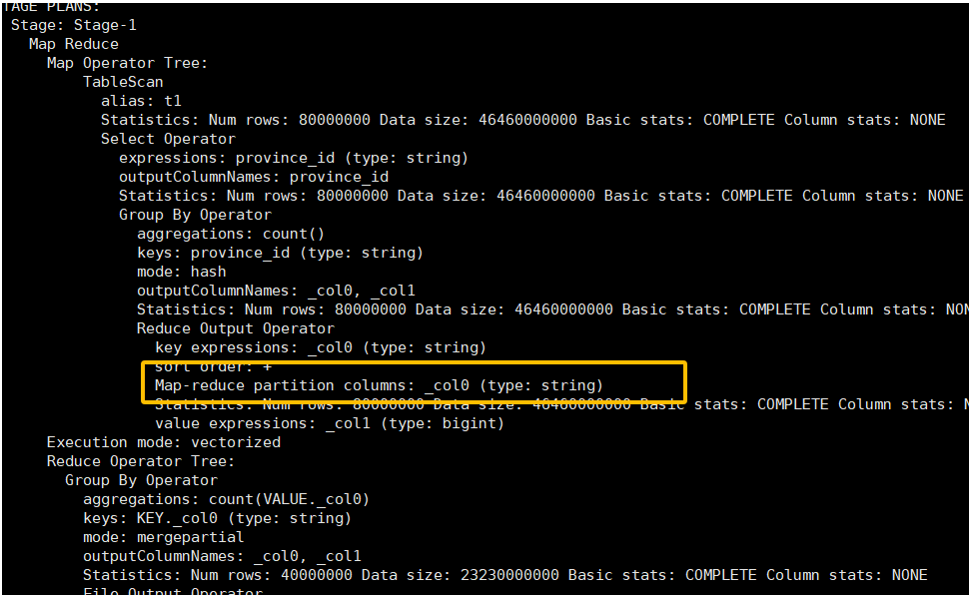 TAGE PLANS:
Stage: Stage-1
Map Reduce
Map Operator Tree:
TableScan
alias: t1
Statistics: Num rows: 80000000 Data size: 46460000000 Basic stats: COMPLETE Column stats: NONE
Select Operator
expressions: province_id (type: string)
outputColumnNames: province_id
Statistics: Num rows: 80000000 Data size: 46460000000 Basic stats: COMPLETE Column stats: NONE
Group By Operator
aggregations: count()
keys: province_id (type: string)
mode: hash
outputColumnNames: _col0, _col1
Statistics: Num rows: 80000000 Data size: 46460000000 Basic stats: COMPLETE Column stats: NON
Reduce Output Operator
key expressions: _col0 (type: string)
sort order: +
Map-reduce partition columns: _col0 (type: string)
Statistics: Num rows: 80000000 Data size: 46460000000 Basic stats: COMPLETE Column stats: N
value expressions: _col1 (type: bigint)
Execution mode: vectorized
Reduce Operator Tree:
Group By Operator
aggregations: count(VALUE._col0)
keys: KEY._col0 (type: string)
mode: mergepartial
outputColumnNames: _col0, _col1
Statistics: Num rows: 40000000 Data size: 23230000000 Basic stats: COMPLETE Column stats: NONE
File Output Operator